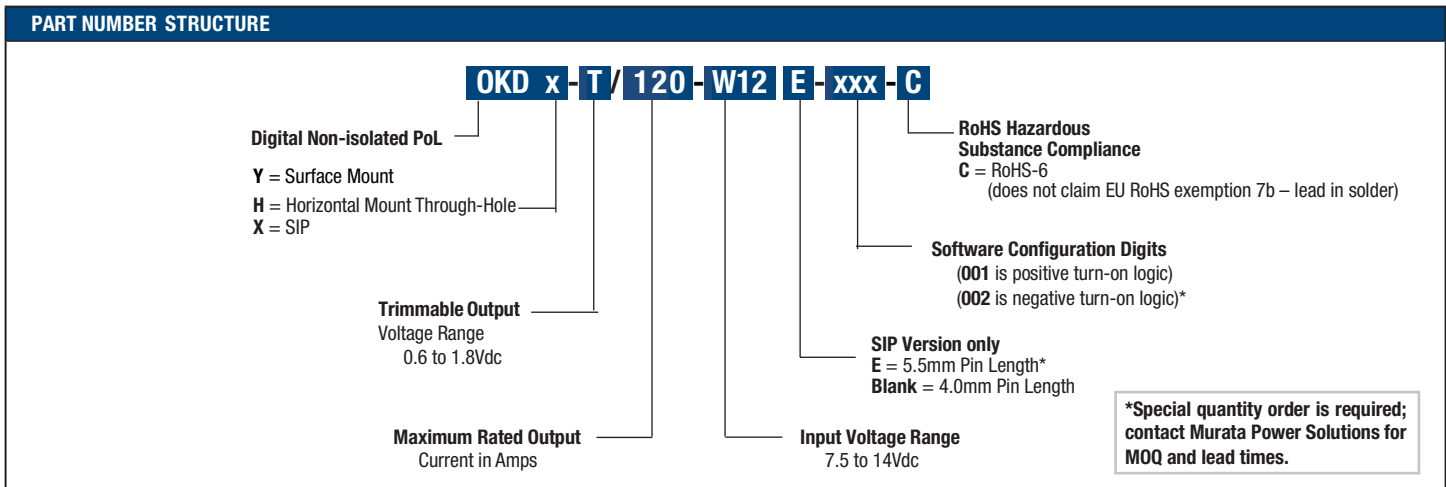 PART NUMBER STRUCTURE
OKD x - T / 120 - W12 E - xxx - C
Digital Non-isolated PoL
Y = Surface Mount
H = Horizontal Mount Through-Hole
X = SIP
RoHS Hazardous
Substance Compliance
C = RoHS-6
(does not claim EU RoHS exemption 7b – lead in solder)
Software Configuration Digits
(001 is positive turn-on logic)
(002 is negative turn-on logic)*
Trimmable Output
Voltage Range
0.6 to 1.8Vdc
SIP Version only
E = 5.5mm Pin Length*
Blank = 4.0mm Pin Length
Maximum Rated Output
Current in Amps
Input Voltage Range
7.5 to 14Vdc
*Special quantity order is required;
contact Murata Power Solutions for
MOQ and lead times.